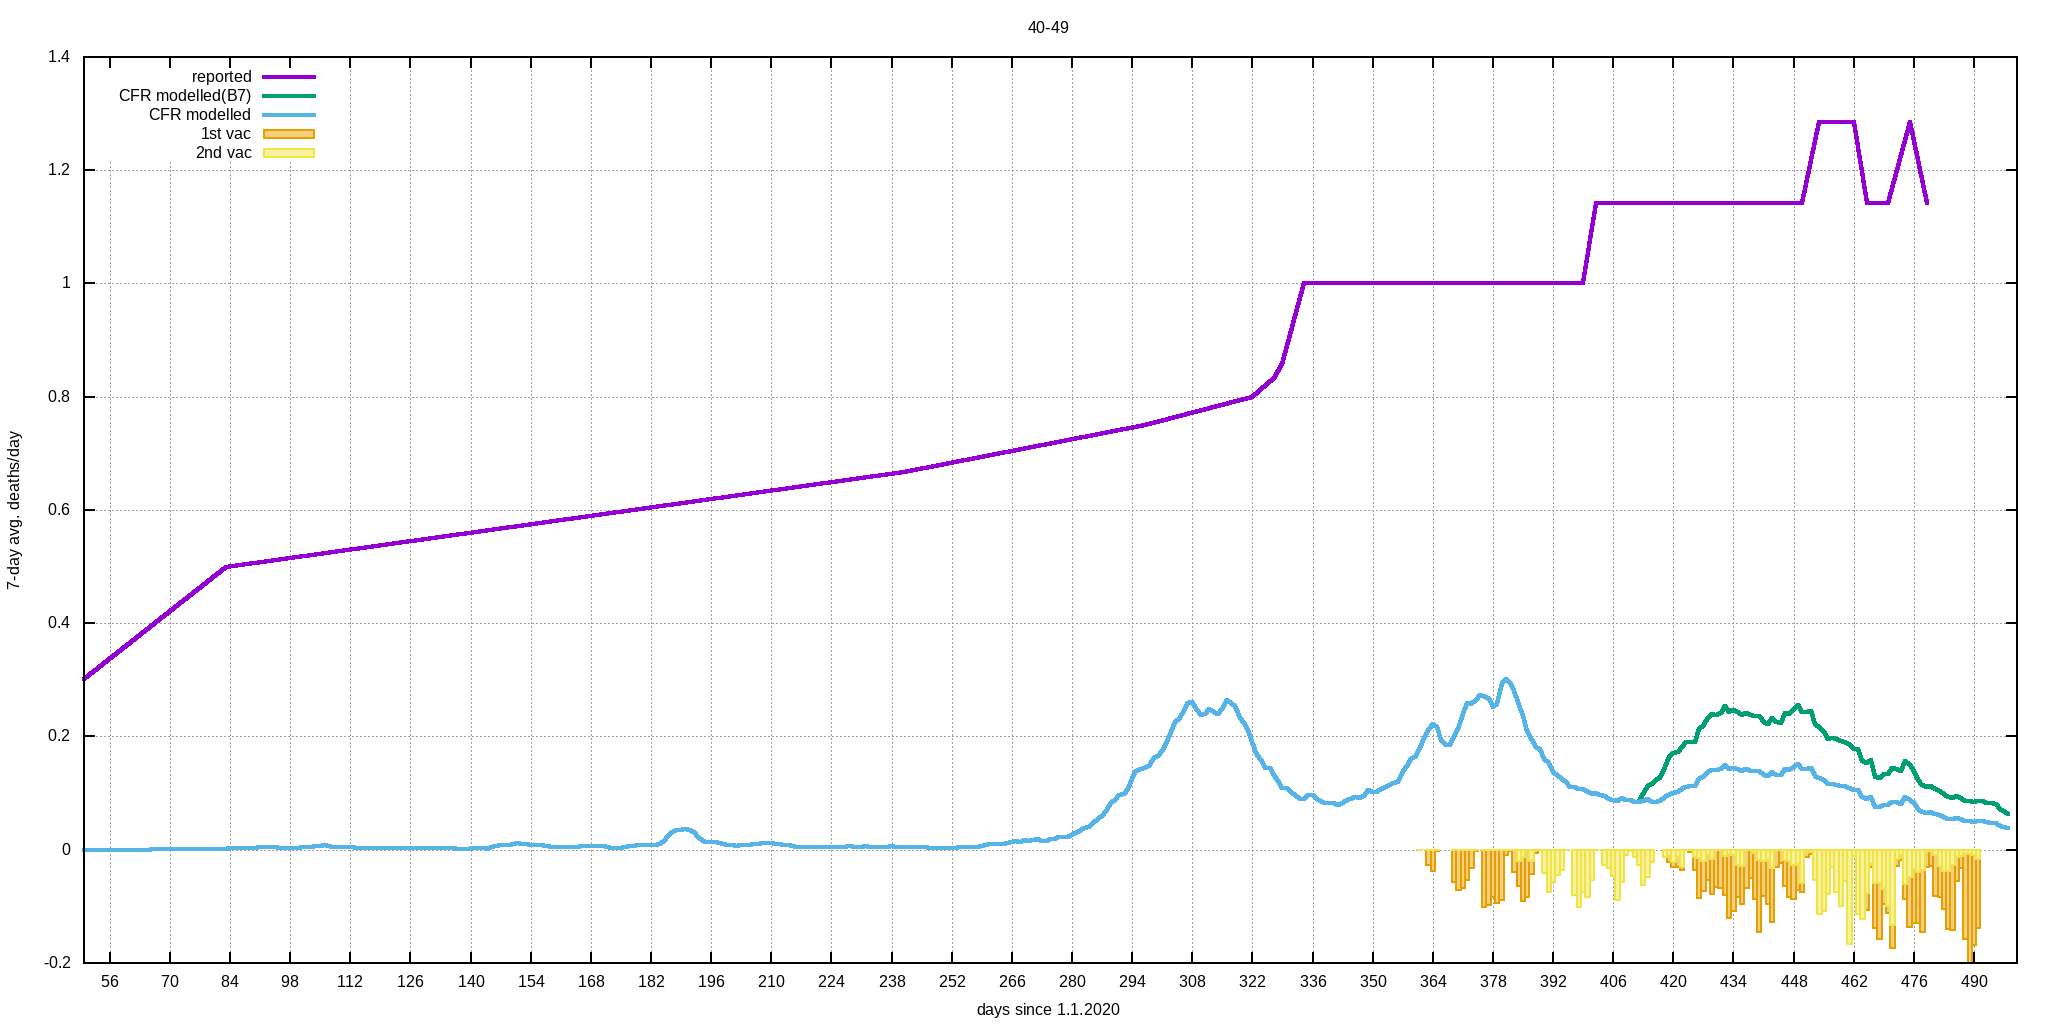 40-49
1.4
1.2
1
0.8
0.6
0.4
0.2
0
-0.2
7-day avg. deaths/day
reported
CFR modelled(B7)
CFR modelled
1st vac
2nd vac
56 70 84 98 112 126 140 154 168 182 196 210 224 238 252 266 280 294 308 322 336 350 364 378 392 406 420 434 448 462 476 490
days since 1.1.2020